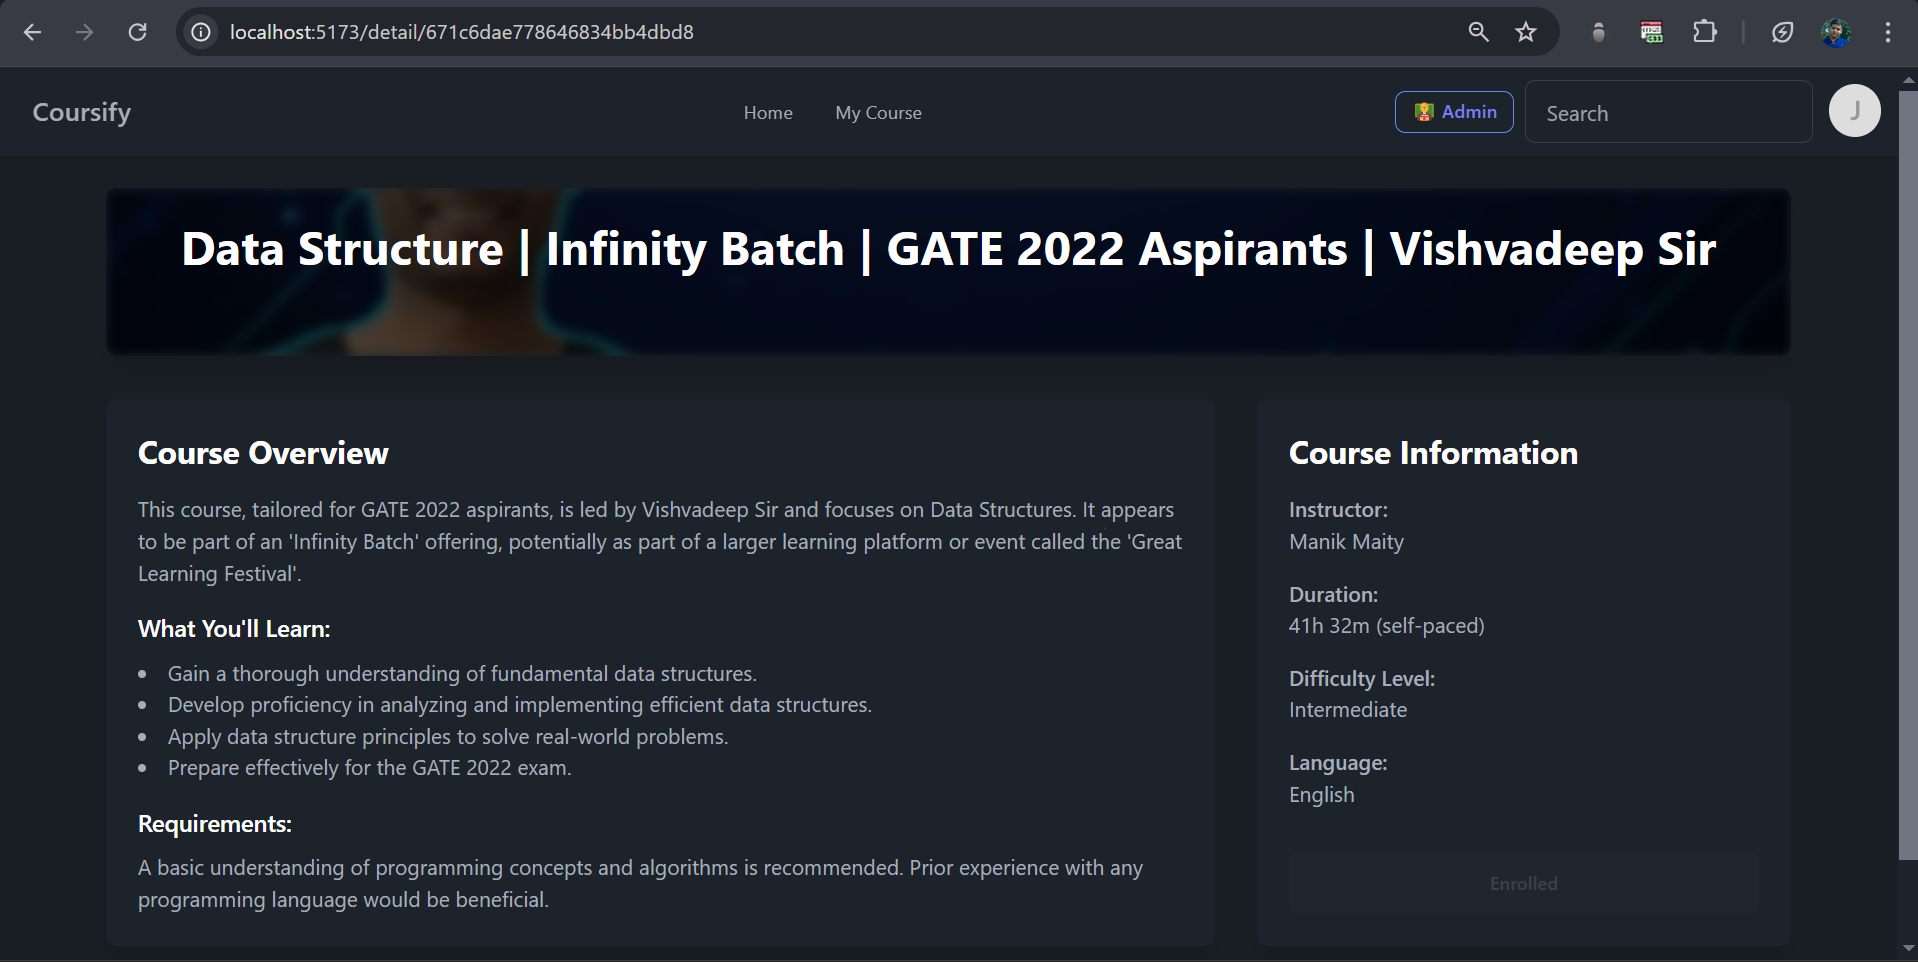 localhost:5173/detail/671c6dae778646834bb4dbd8
Coursify
Home
My Course
Admin
Search
J
Data Structure | Infinity Batch | GATE 2022 Aspirants | Vishvadeep Sir
Course Overview
This course, tailored for GATE 2022 aspirants, is led by Vishvadeep Sir and focuses on Data Structures. It appears
to be part of an 'Infinity Batch' offering, potentially as part of a larger learning platform or event called the 'Great
Learning Festival'.
What You'll Learn:
Gain a thorough understanding of fundamental data structures.
Develop proficiency in analyzing and implementing efficient data structures.
Apply data structure principles to solve real-world problems.
Prepare effectively for the GATE 2022 exam.
Requirements:
A basic understanding of programming concepts and algorithms is recommended. Prior experience with any
programming language would be beneficial.
Course Information
Instructor:
Manik Maity
Duration:
41h 32m (self-paced)
Difficulty Level:
Intermediate
Language:
English
Enrolled